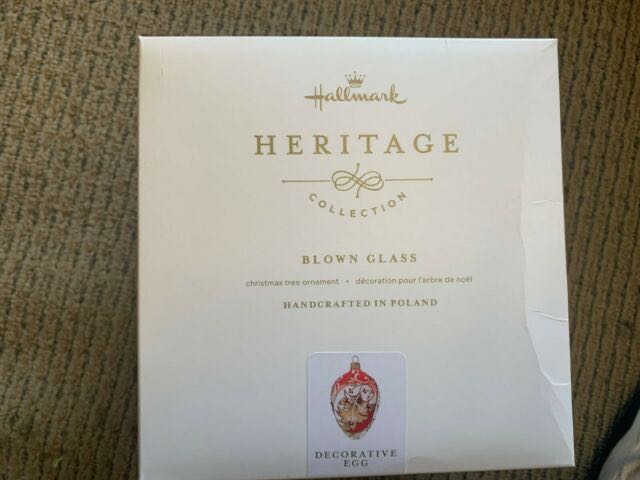 Hallmark
HERITAGE
COLLECTION
BLOWN GLASS
christmas tree ornament • décoration pour l'arbre de noël
HANDCRAFTED IN POLAND
DECORATIVE
EGG